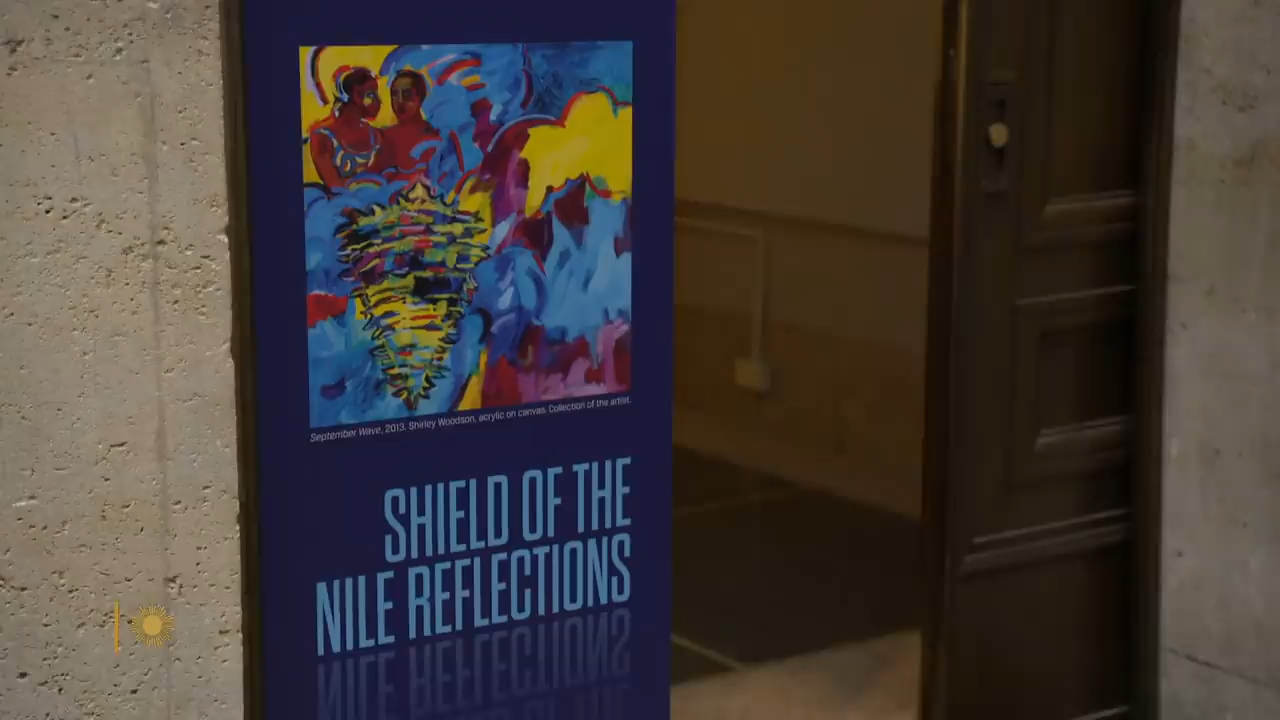 September Wave, 2013. Shirley Woodson, acrylic on canvas. Collection of the artist.
SHIELD OF THE
NILE REFLECTIONS